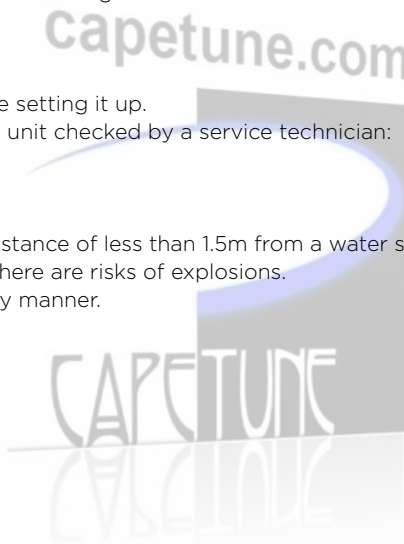 capetune.com
e setting it up.
unit checked by a service technician:
stance of less than 1.5m from a water s
here are risks of explosions.
y manner.
CAPETUNE